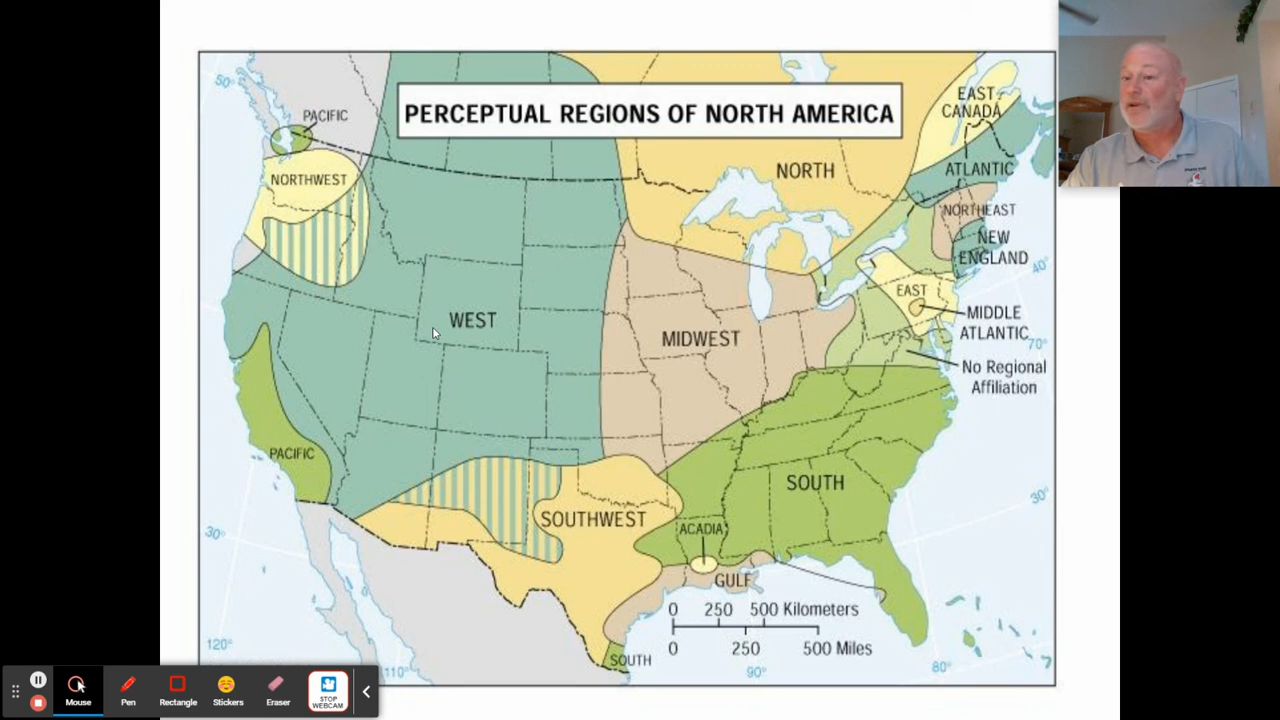 PERCEPTUAL REGIONS OF NORTH AMERICA
50°
PACIFIC
EAST
CANADA
NORTHWEST
NORTH
ATLANTIC
NORTHEAST
NEW
ENGLAND
40°
EAST
MIDDLE
ATLANTIC
WEST
MIDWEST
70°
No Regional
Affiliation
PACIFIC
SOUTH
30°
SOUTHWEST
ACADIA
30°
GULF
0 250 500 Kilometers
0 250 500 Miles
120°
SOUTH
110°
90°
80°
Mouse
Pen
Rectangle
Stickers
Eraser
STOP
WEBCAM